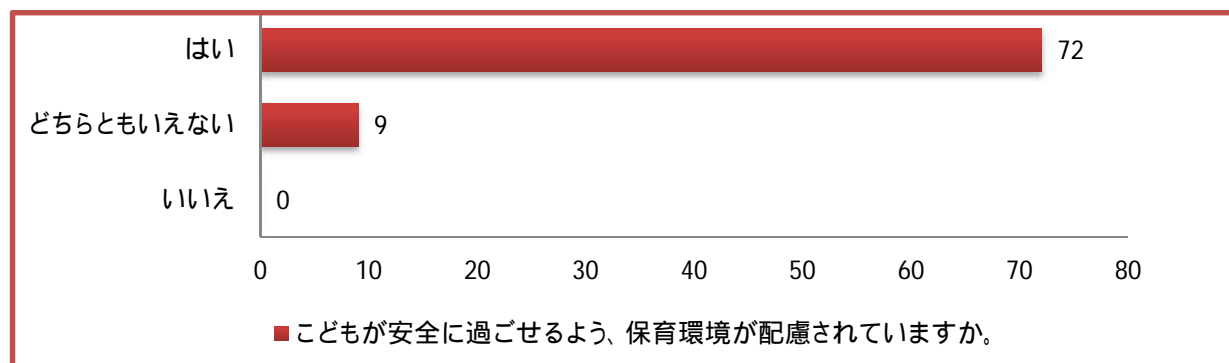 はい 72
どちらともいえない 9
いいえ 0
0 10 20 30 40 50 60 70 80
こどもが安全に過ごせるよう、保育環境が配慮されていますか。